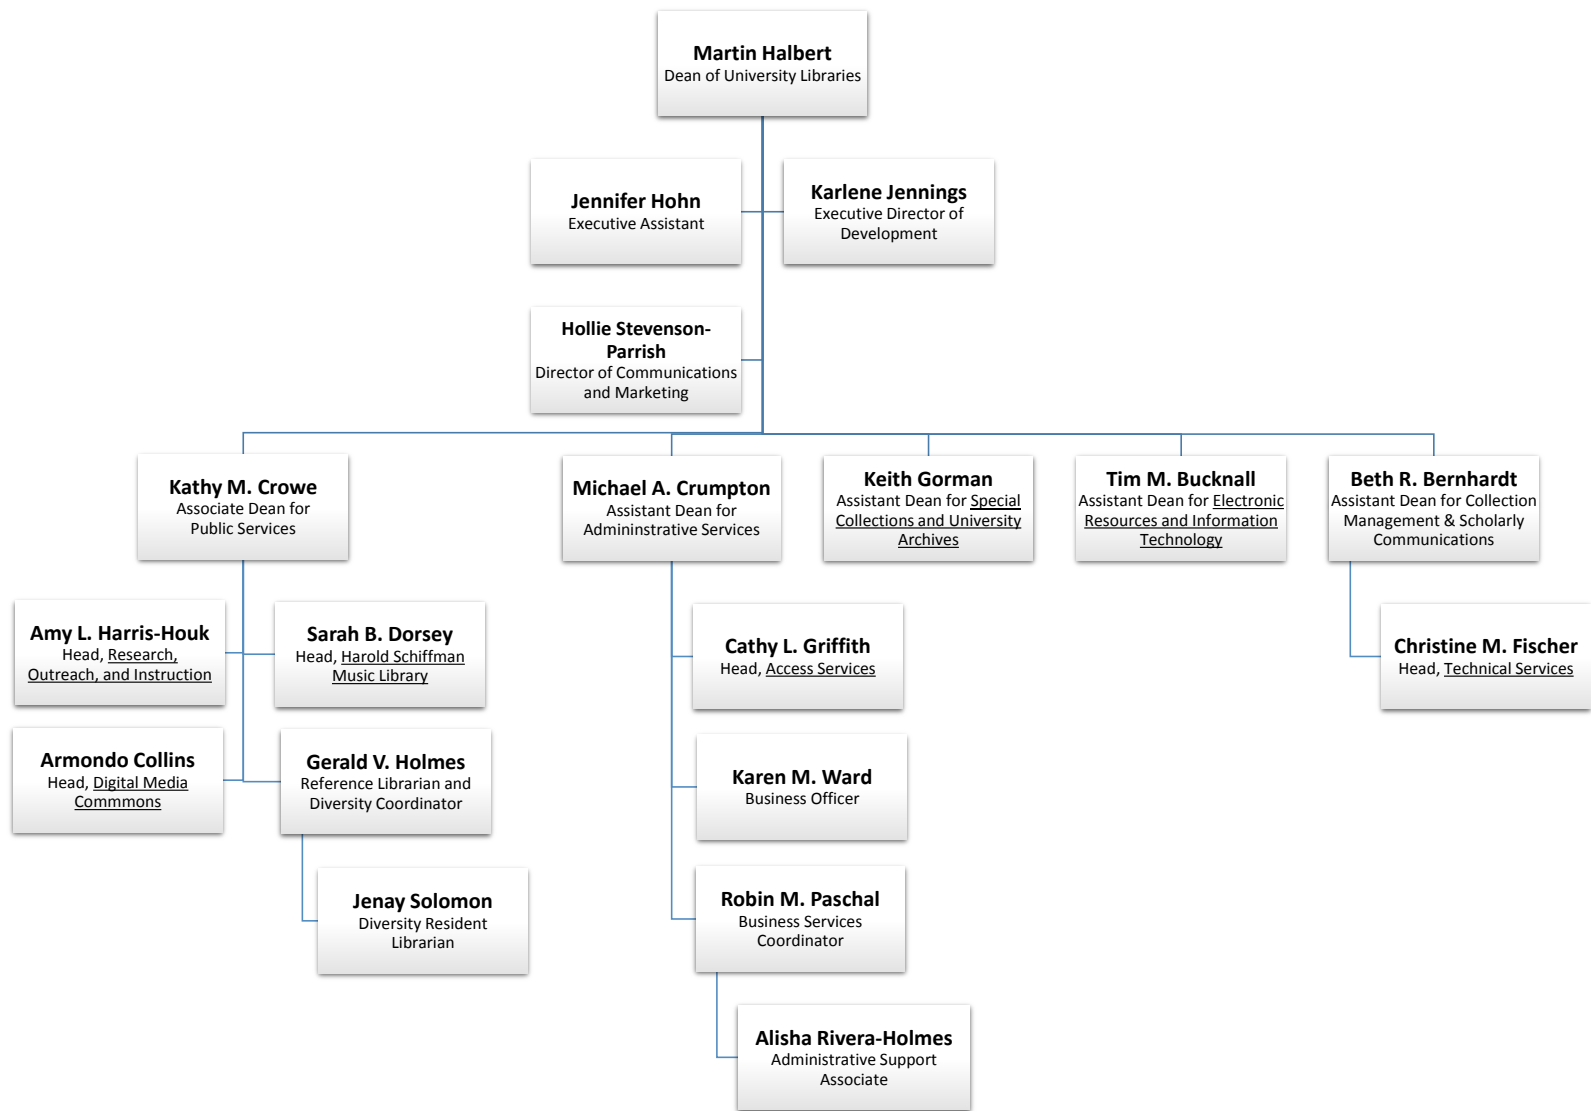 Martin Halbert
Dean of University Libraries
Jennifer Hohn
Executive Assistant
Karlene Jennings
Executive Director of
Development
Hollie Stevenson-
Parrish
Director of Communications
and Marketing
Kathy M. Crowe
Associate Dean for
Public Services
Michael A. Crumpton
Assistant Dean for
Admininstrative Services
Keith Gorman
Assistant Dean for Special
Collections and University
Archives
Tim M. Bucknall
Assistant Dean for Electronic
Resources and Information
Technology
Beth R. Bernhardt
Assistant Dean for Collection
Management & Scholarly
Communications
Amy L. Harris-Houk
Head, Research,
Outreach, and Instruction
Sarah B. Dorsey
Head, Harold Schiffman
Music Library
Cathy L. Griffith
Head, Access Services
Christine M. Fischer
Head, Technical Services
Armondo Collins
Head, Digital Media
Commmons
Gerald V. Holmes
Reference Librarian and
Diversity Coordinator
Karen M. Ward
Business Officer
Jenay Solomon
Diversity Resident
Librarian
Robin M. Paschal
Business Services
Coordinator
Alisha Rivera-Holmes
Administrative Support
Associate